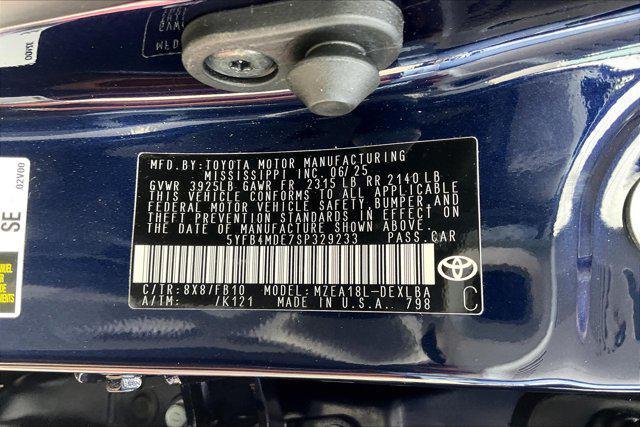 MFD.BY:TOYOTA MOTOR MANUFACTURING
MISSISSIPPI INC. 06/25
GVWR 3925LB GAWR FR 2315 LB RR 2140 LB
THIS VEHICLE CONFORMS TO ALL APPLICABLE
FEDERAL MOTOR VEHICLE SAFETY,BUMPER,AND
THEFT PREVENTION STANDARDS IN EFFECT
ON THE DATE OF MANUFACTURE SHOWN ABOVE.
5YFB4MDE7SP329233 PASS.CAR
C/TR:8X8/FB10 MODEL:MZEA18L-DEXLBA
A/TM: /K121 MADE IN U.S.A. 798
C
SE
02V00